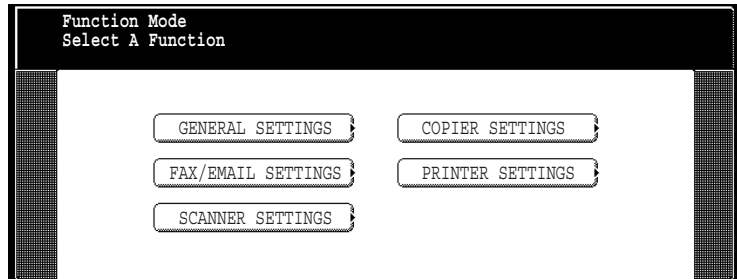 Function Mode
Select A Function
GENERAL SETTINGS
COPIER SETTINGS
FAX/EMAIL SETTINGS
PRINTER SETTINGS
SCANNER SETTINGS